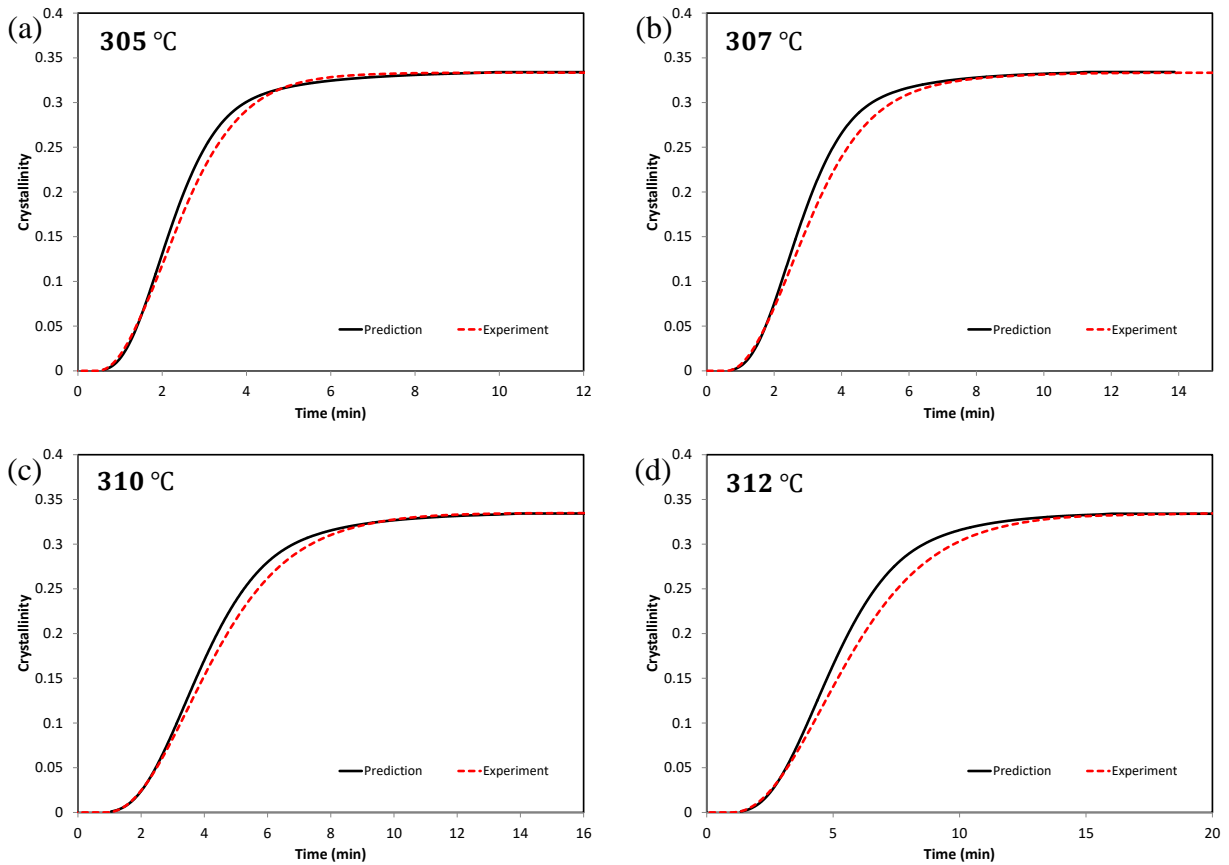 (a)
305 °C
0.4
0.35
0.3
0.25
0.2
0.15
0.1
0.05
0
Crystallinity
Prediction Experiment
0 2 4 6 8 10 12
Time (min)
(b)
307 °C
0.4
0.35
0.3
0.25
0.2
0.15
0.1
0.05
0
Crystallinity
Prediction Experiment
0 2 4 6 8 10 12 14
Time (min)
(c)
310 °C
0.4
0.35
0.3
0.25
0.2
0.15
0.1
0.05
0
Crystallinity
Prediction Experiment
0 2 4 6 8 10 12 14 16
Time (min)
(d)
312 °C
0.4
0.35
0.3
0.25
0.2
0.15
0.1
0.05
0
Crystallinity
Prediction Experiment
0 5 10 15 20
Time (min)